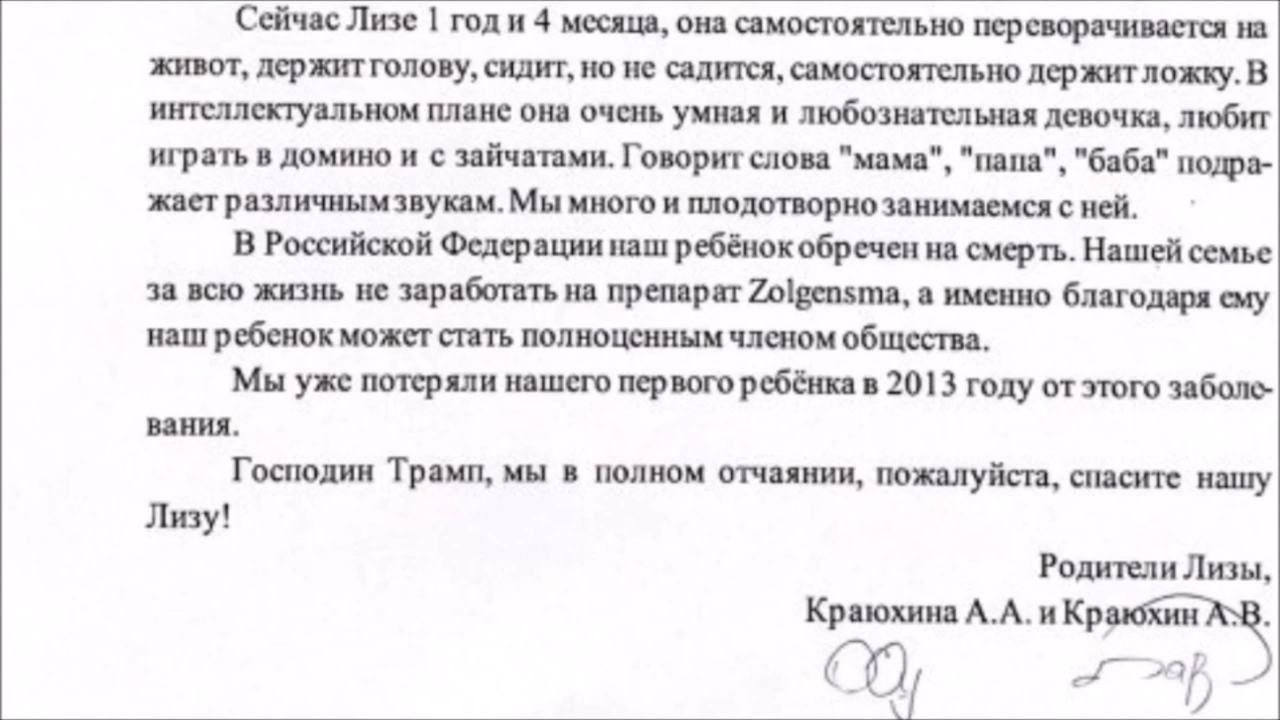 Сейчас Лизе 1 год и 4 месяца, она самостоятельно переворачивается на
живот, держит голову, сидит, но не садится, самостоятельно держит ложку. В
интеллектуальном плане она очень умная и любознательная девочка, любит
играть в домино и с зайчатами. Говорит слова "мама", "папа", "баба" подра-
жает различным звукам. Мы много и плодотворно занимаемся с ней.
В Российской Федерации наш ребёнок обречен на смерть. Нашей семье
за всю жизнь не заработать на препарат Zolgensma, а именно благодаря ему
наш ребенок может стать полноценным членом общества.
Мы уже потеряли нашего первого ребёнка в 2013 году от этого заболе-
вания.
Господин Трамп, мы в полном отчаянии, пожалуйста, спасите нашу
Лизу!
Родители Лизы,
Краюхина А.А. и Краюхин А.В.